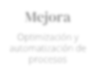 Mejora
Optimización y
automatización de
procesos